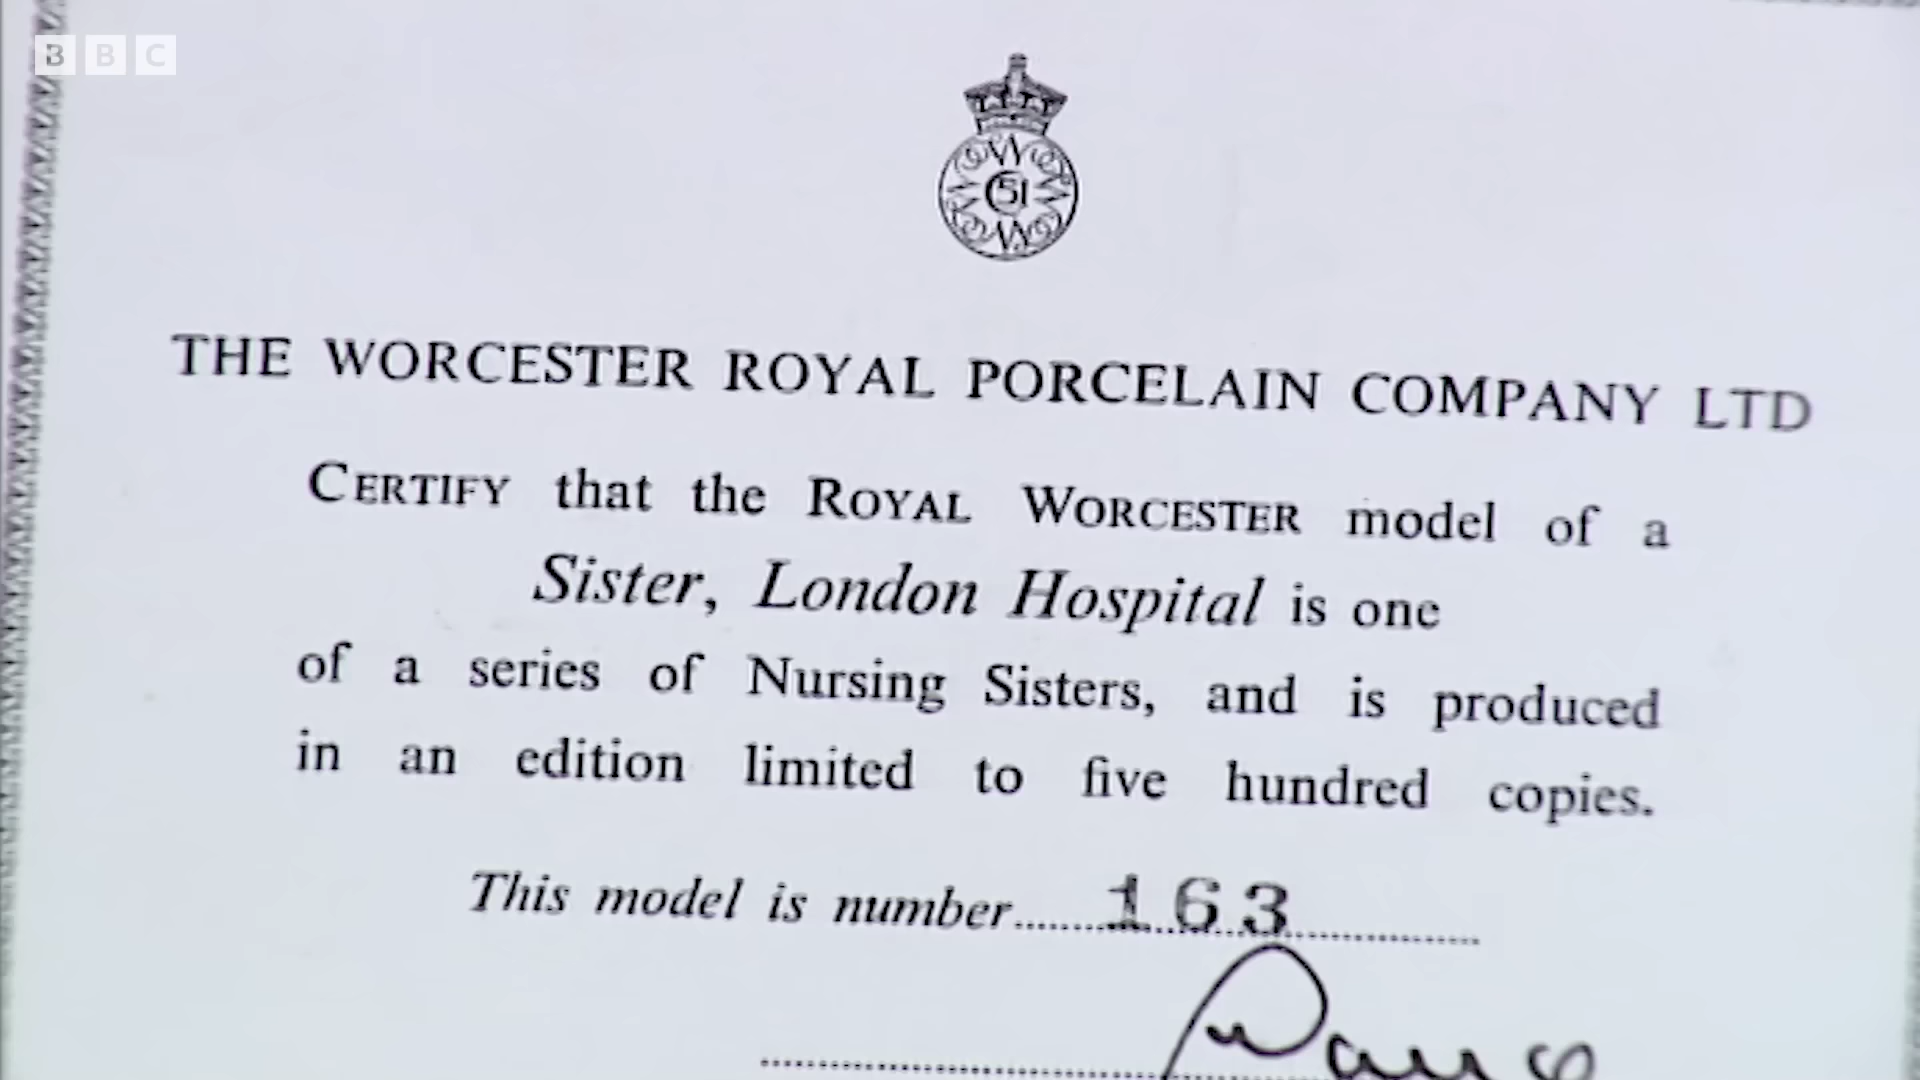 BBC
51
THE WORCESTER ROYAL PORCELAIN COMPANY LTD
CERTIFY that the ROYAL WORCESTER model of a
Sister, London Hospital is one
of a series of Nursing Sisters, and is produced
in an edition limited to five hundred copies.
This model is number......163..............